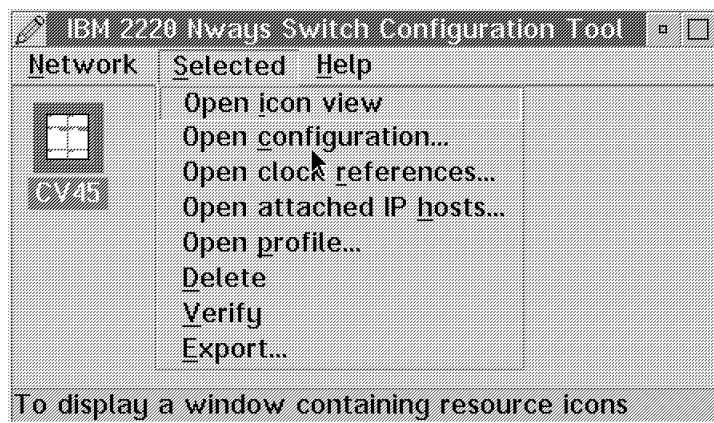 IBM 2220 Nways Switch Configuration Tool
Network Selected Help
Open icon view
Open configuration...
Open clock references...
CV45
Open attached IP hosts...
Open profile...
Delete
Verify
Export...
To display a window containing resource icons